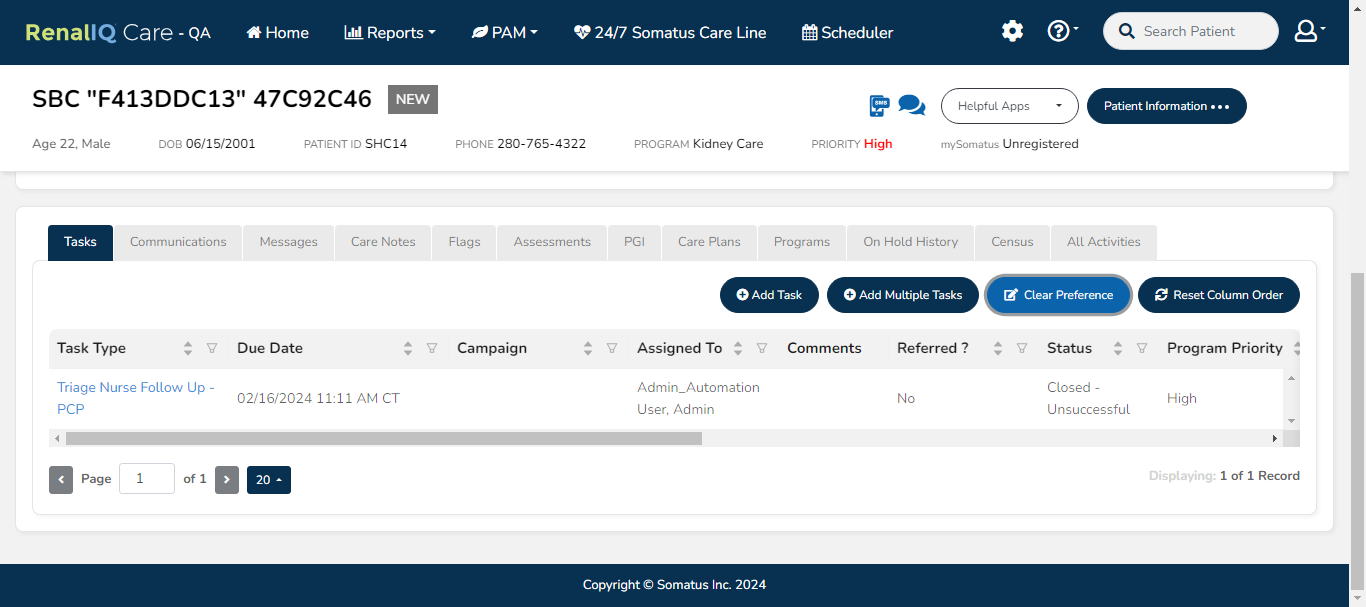 RenalIQ Care - QA Home Reports PAM 24/7 Somatus Care Line Scheduler Search Patient
SBC "F413DDC13" 47C92C46 NEW SMS Helpful Apps Patient Information
Age 22, Male DOB 06/15/2001 PATIENT ID SHC14 PHONE 280-765-4322 PROGRAM Kidney Care PRIORITY High mySomatus Unregistered
Tasks Communications Messages Care Notes Flags Assessments PGI Care Plans Programs On Hold History Census All Activities
Add Task Add Multiple Tasks Clear Preference Reset Column Order
Task Type Due Date Campaign Assigned To Comments Referred ? Status Program Priority
Triage Nurse Follow Up - PCP 02/16/2024 11:11 AM CT Admin_Automation User, Admin No Closed - Unsuccessful High
Page 1 of 1 20 Displaying: 1 of 1 Record
Copyright © Somatus Inc. 2024